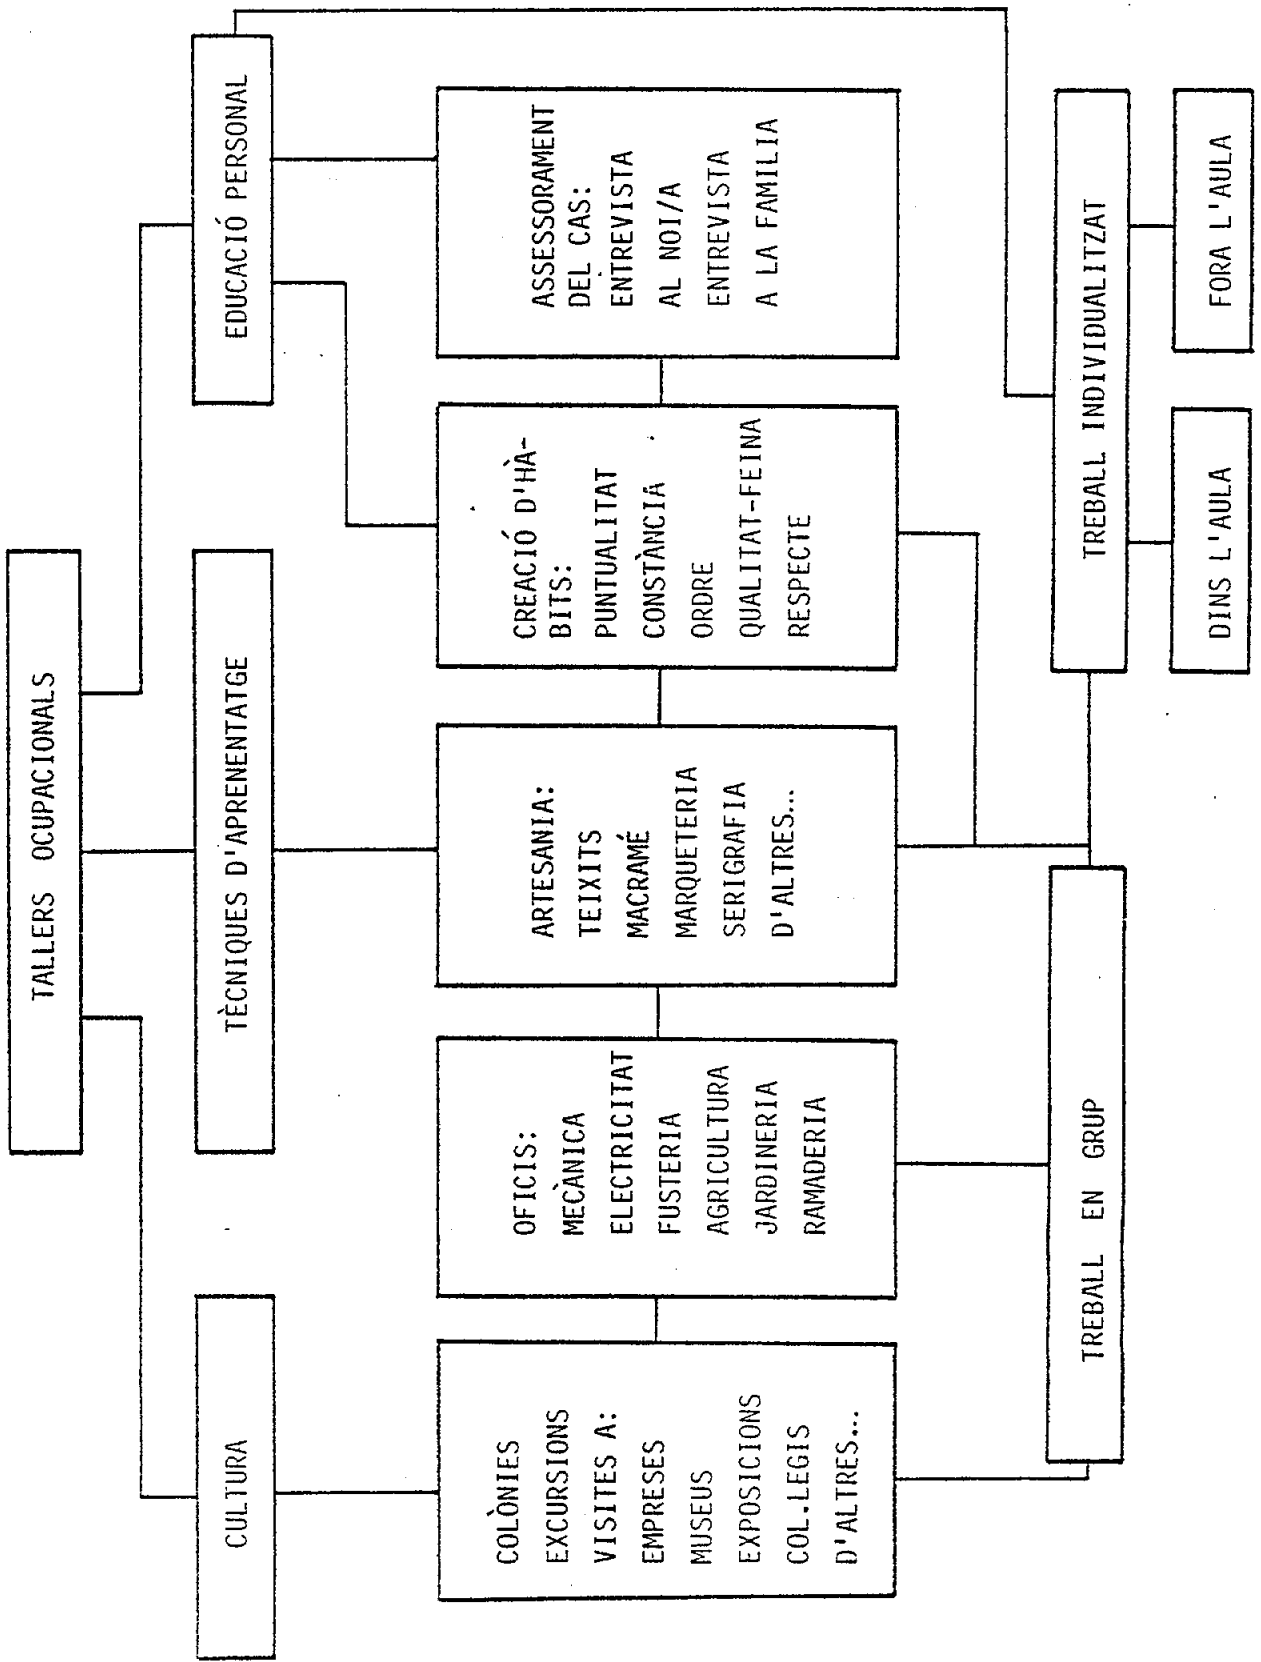 TALLERS OCUPACIONALS
CULTURA
TÈCNIQUES D'APRENENTATGE
EDUCACIÓ PERSONAL
COLÒNIES
EXCURSIONS
VISITES A:
EMPRESES
MUSEUS
EXPOSICIONS
COL.LEGIS
D'ALTRES...
OFICIS:
MECÀNICA
ELECTRICITAT
FUSTERIA
AGRICULTURA
JARDINERIA
RAMADERIA
ARTESANIA:
TEIXITS
MACRAMÉ
MARQUETERIA
SERIGRAFIA
D'ALTRES...
CREACIÓ D'HÀ-
BITS:
PUNTUALITAT
CONSTÀNCIA
ORDRE
QUALITAT-FEINA
RESPECTE
ASSESSORAMENT
DEL CAS:
ENTREVISTA
AL NOI/A
ENTREVISTA
A LA FAMILIA
TREBALL EN GRUP
TREBALL INDIVIDUALITZAT
DINS L'AULA
FORA L'AULA